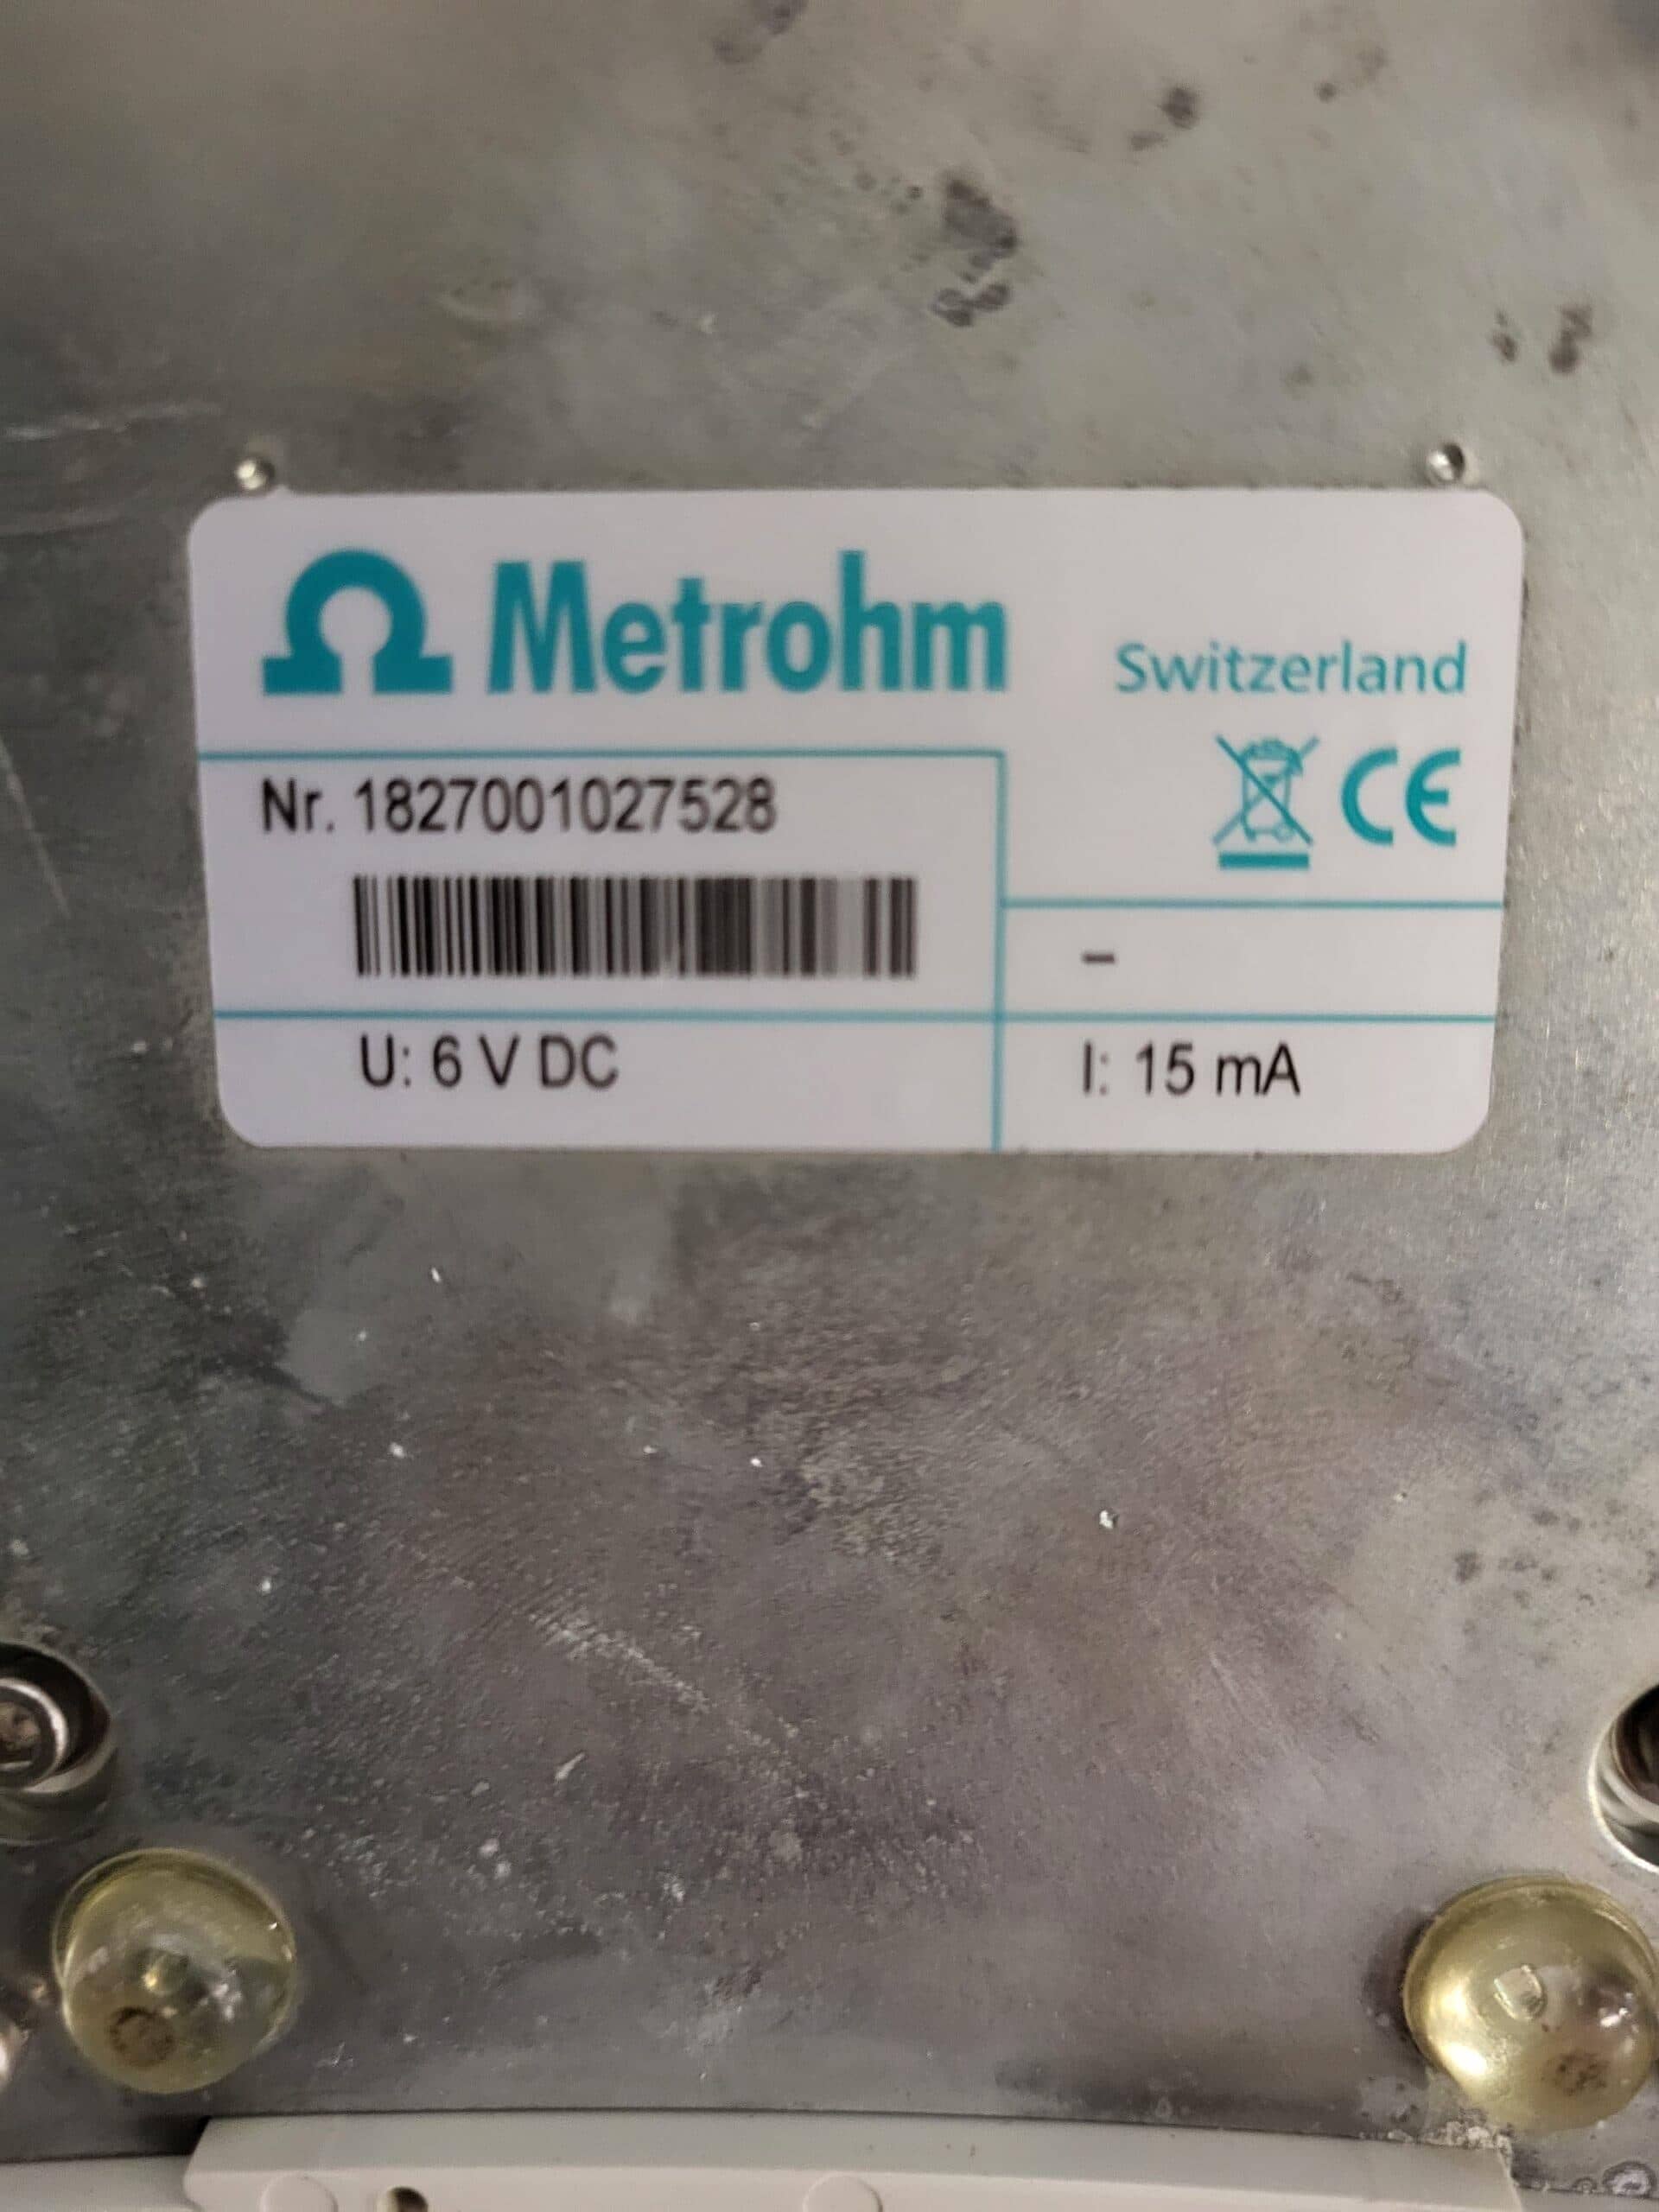 Ω Metrohm Switzerland
Nr. 1827001027528
CE
-
U: 6 V DC
I: 15 mA